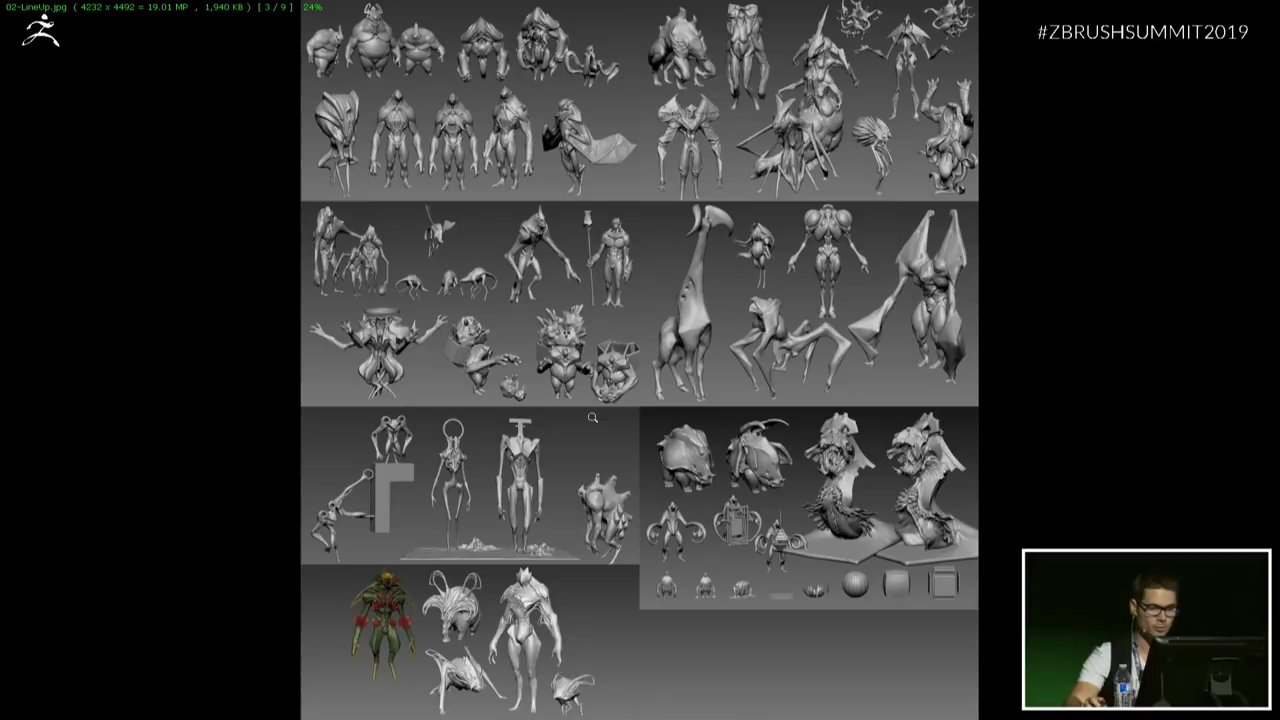 02-LineUp.jpg ( 4232 x 4492 = 19.01 MP , 1,940 KB ) [ 3 / 9 ] 24%
#ZBRUSHSUMMIT2019